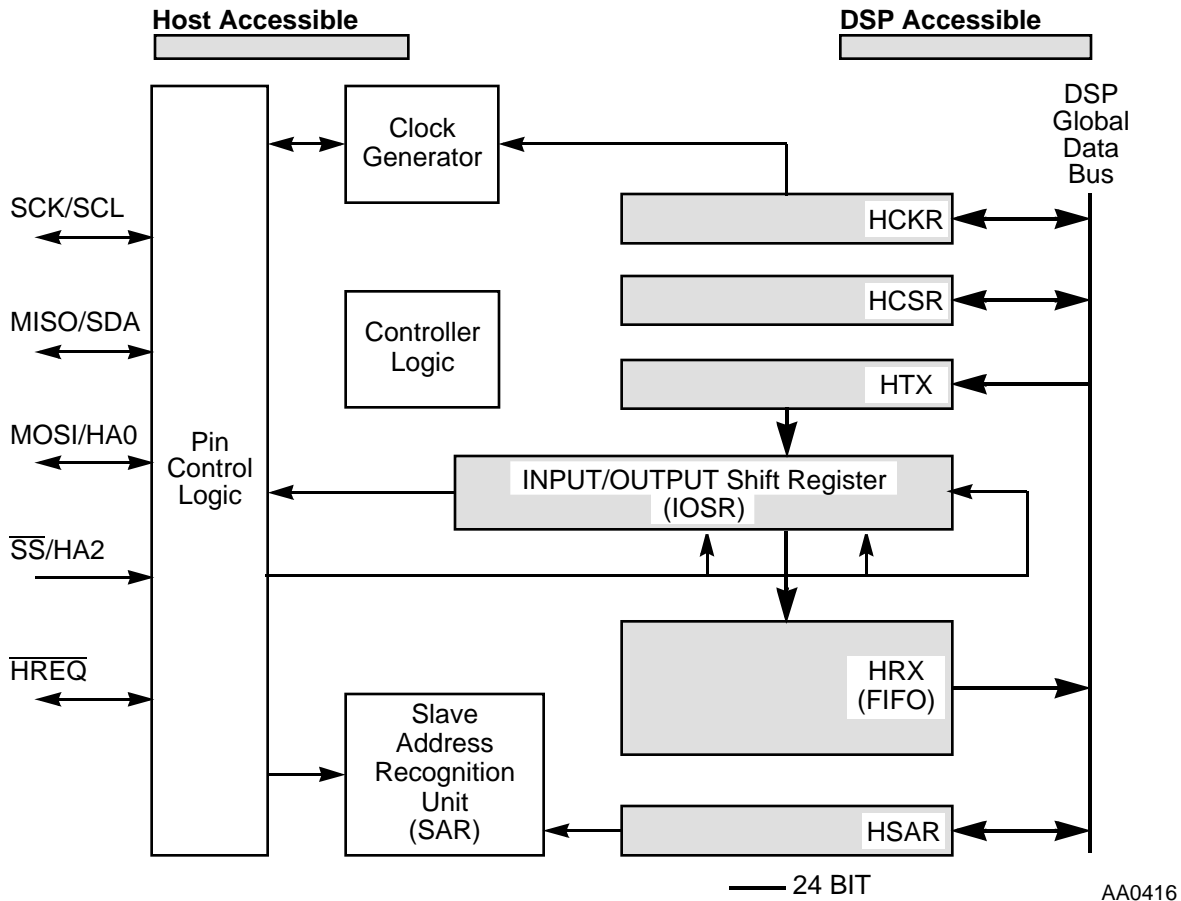 Host Accessible
DSP Accessible
DSP
Global
Data
Bus
Clock
Generator
SCK/SCL
HCKR
MISO/SDA
HCSR
Controller
Logic
HTX
MOSI/HA0
Pin
Control
Logic
INPUT/OUTPUT Shift Register
(IOSR)
SS/HA2
HREQ
HRX
(FIFO)
Slave
Address
Recognition
Unit
(SAR)
HSAR
24 BIT
AA0416